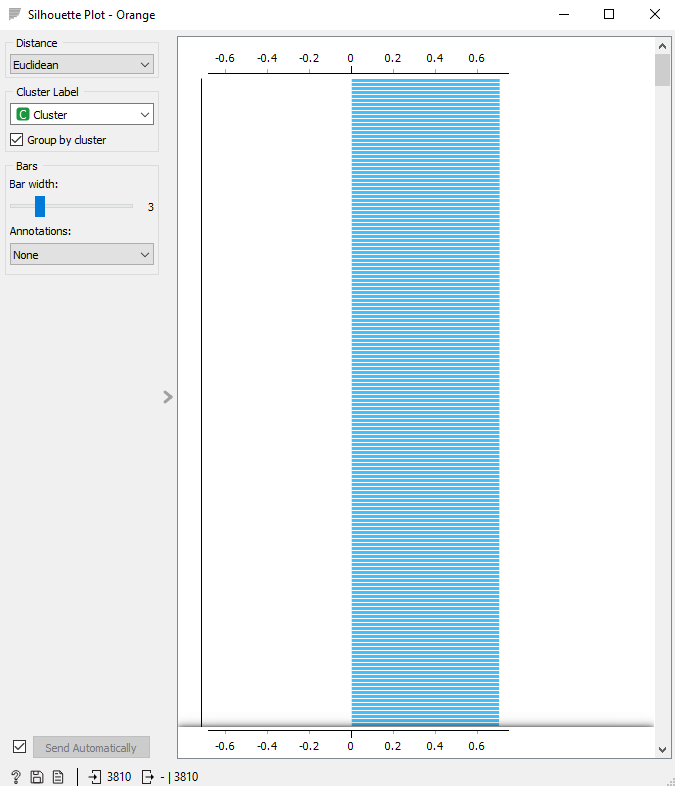 Silhouette Plot - Orange
Distance
Euclidean
Cluster Label
C Cluster
Group by cluster
Bars
Bar width:
3
Annotations:
None
-0.6 -0.4 -0.2 0 0.2 0.4 0.6
-0.6 -0.4 -0.2 0 0.2 0.4 0.6
Send Automatically
? 3810 - | 3810